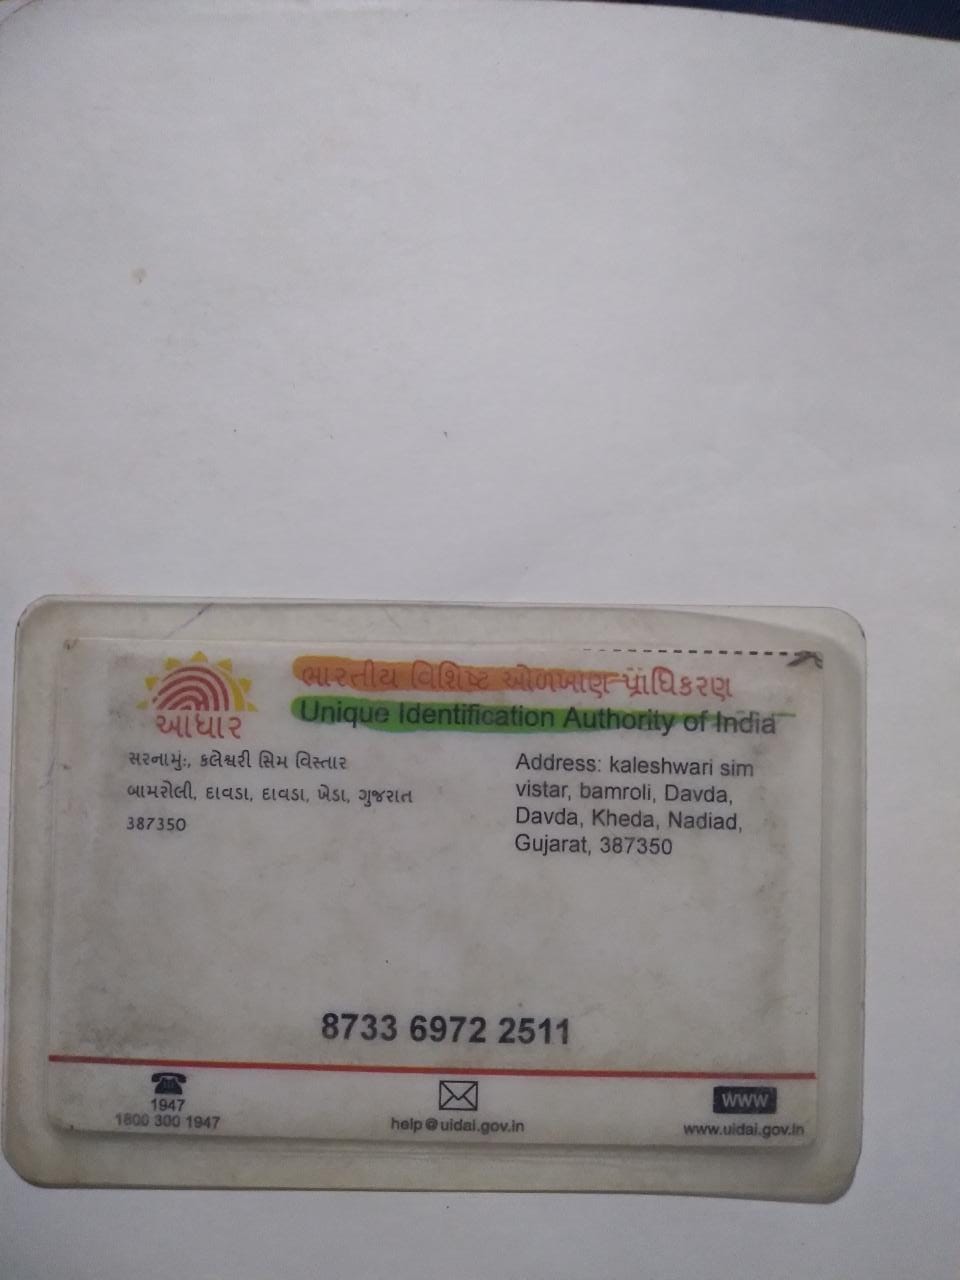 આધાર
ભારતીય વિશિષ્ટ ઓળખાણ પ્રાધિકરણ
Unique Identification Authority of India
સરનામું:, કલેશ્વરી સિમ વિસ્તાર
બામરોલી, દાવડા, દાવડા, ખેડા, ગુજરાત
387350
Address: kaleshwari sim
vistar, bamroli, Davda,
Davda, Kheda, Nadiad,
Gujarat, 387350
8733 6972 2511
1947
1800 300 1947
help@uidai.gov.in
WWW
www.uidai.gov.in